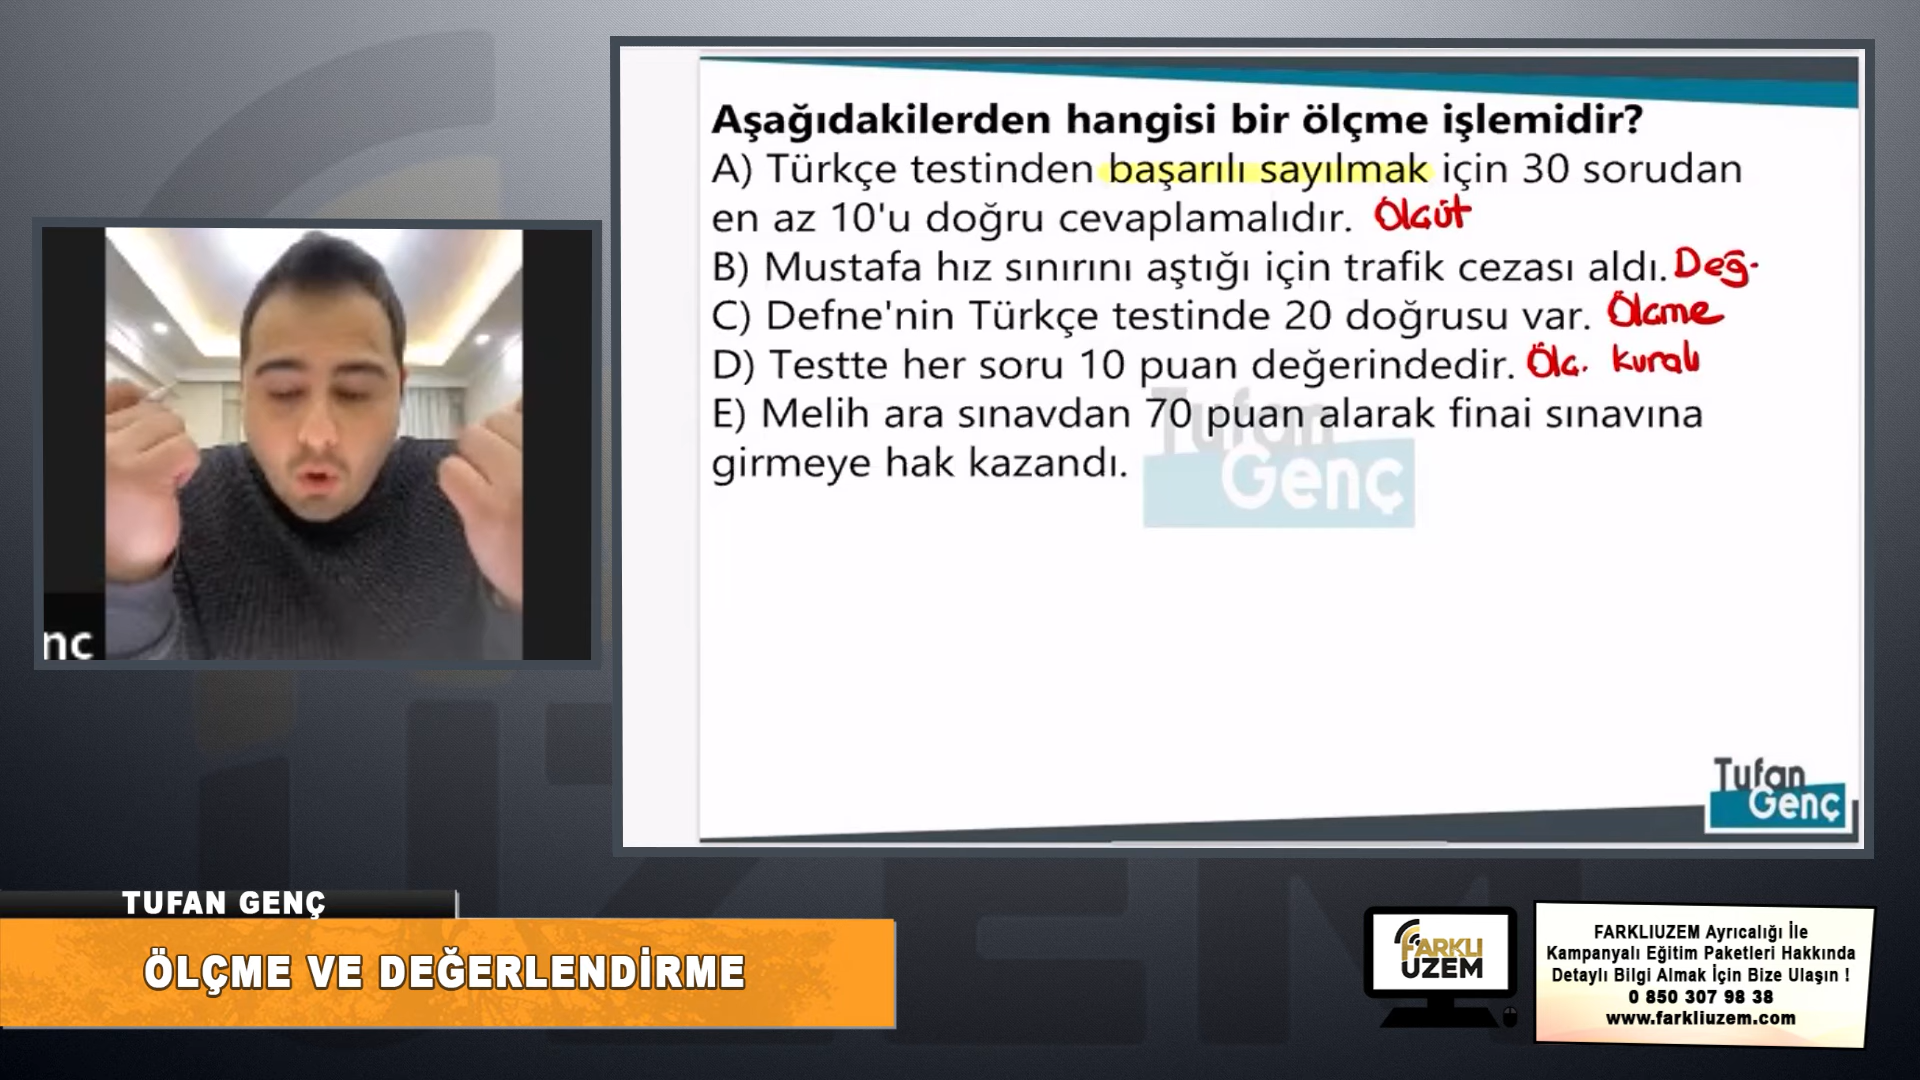 Aşağıdakilerden hangisi bir ölçme işlemidir?
A) Türkçe testinden başarılı sayılmak için 30 sorudan
en az 10'u doğru cevaplamalıdır. Ölçüt
B) Mustafa hız sınırını aştığı için trafik cezası aldı. Değ.
C) Defne'nin Türkçe testinde 20 doğrusu var. Ölçme
D) Testte her soru 10 puan değerindedir. Ölç. kuralı
E) Melih ara sınavdan 70 puan alarak finai sınavına
girmeye hak kazandı.
Tufan
Genç
nç
Tufan
Genç
TUFAN GENÇ
ÖLÇME VE DEĞERLENDİRME
FARKLI
UZEM
FARKLIUZEM Ayrıcalığı İle
Kampanyalı Eğitim Paketleri Hakkında
Detaylı Bilgi Almak İçin Bize Ulaşın !
0 850 307 98 38
www.farkliuzem.com